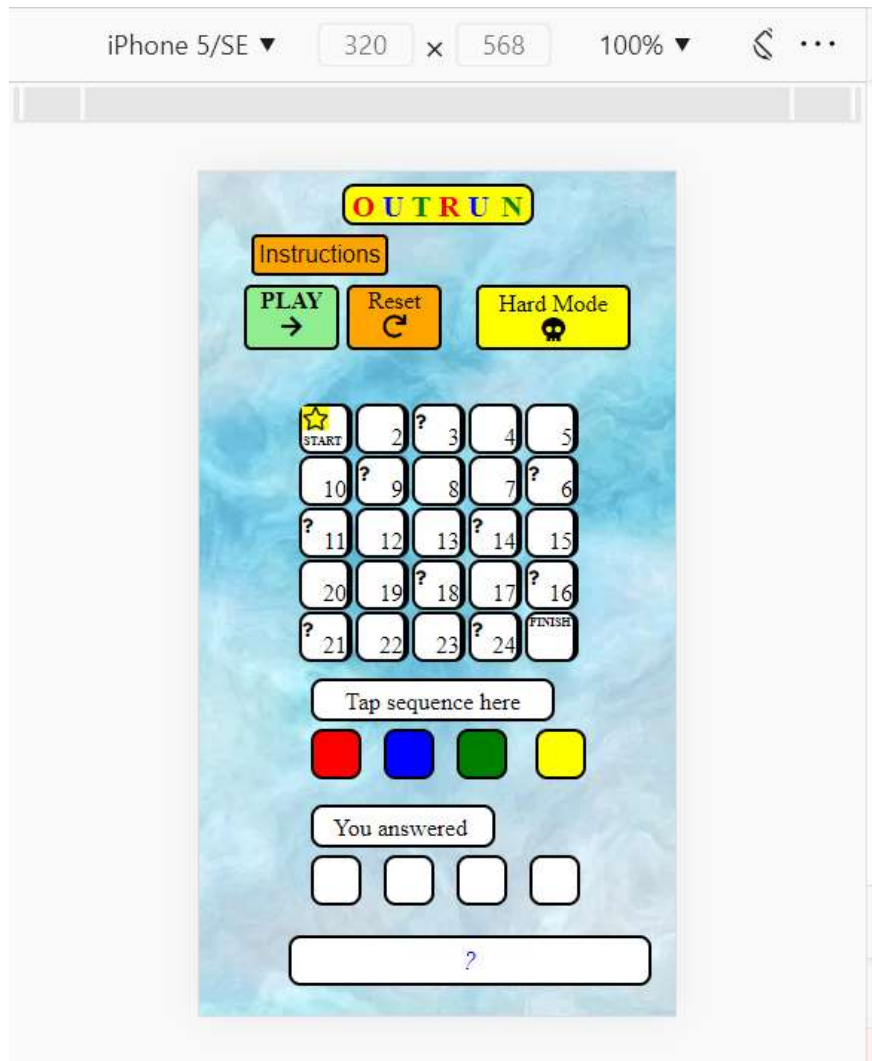 iPhone 5/SE ▼ 320 × 568 100% ▼ ...
OUTRUN
Instructions
PLAY Reset Hard Mode
START 2 ? 3 4 5
10 ? 9 8 7 ? 6
? 11 12 13 ? 14 15
20 19 ? 18 17 ? 16
? 21 22 23 ? 24 FINISH
Tap sequence here
You answered
?